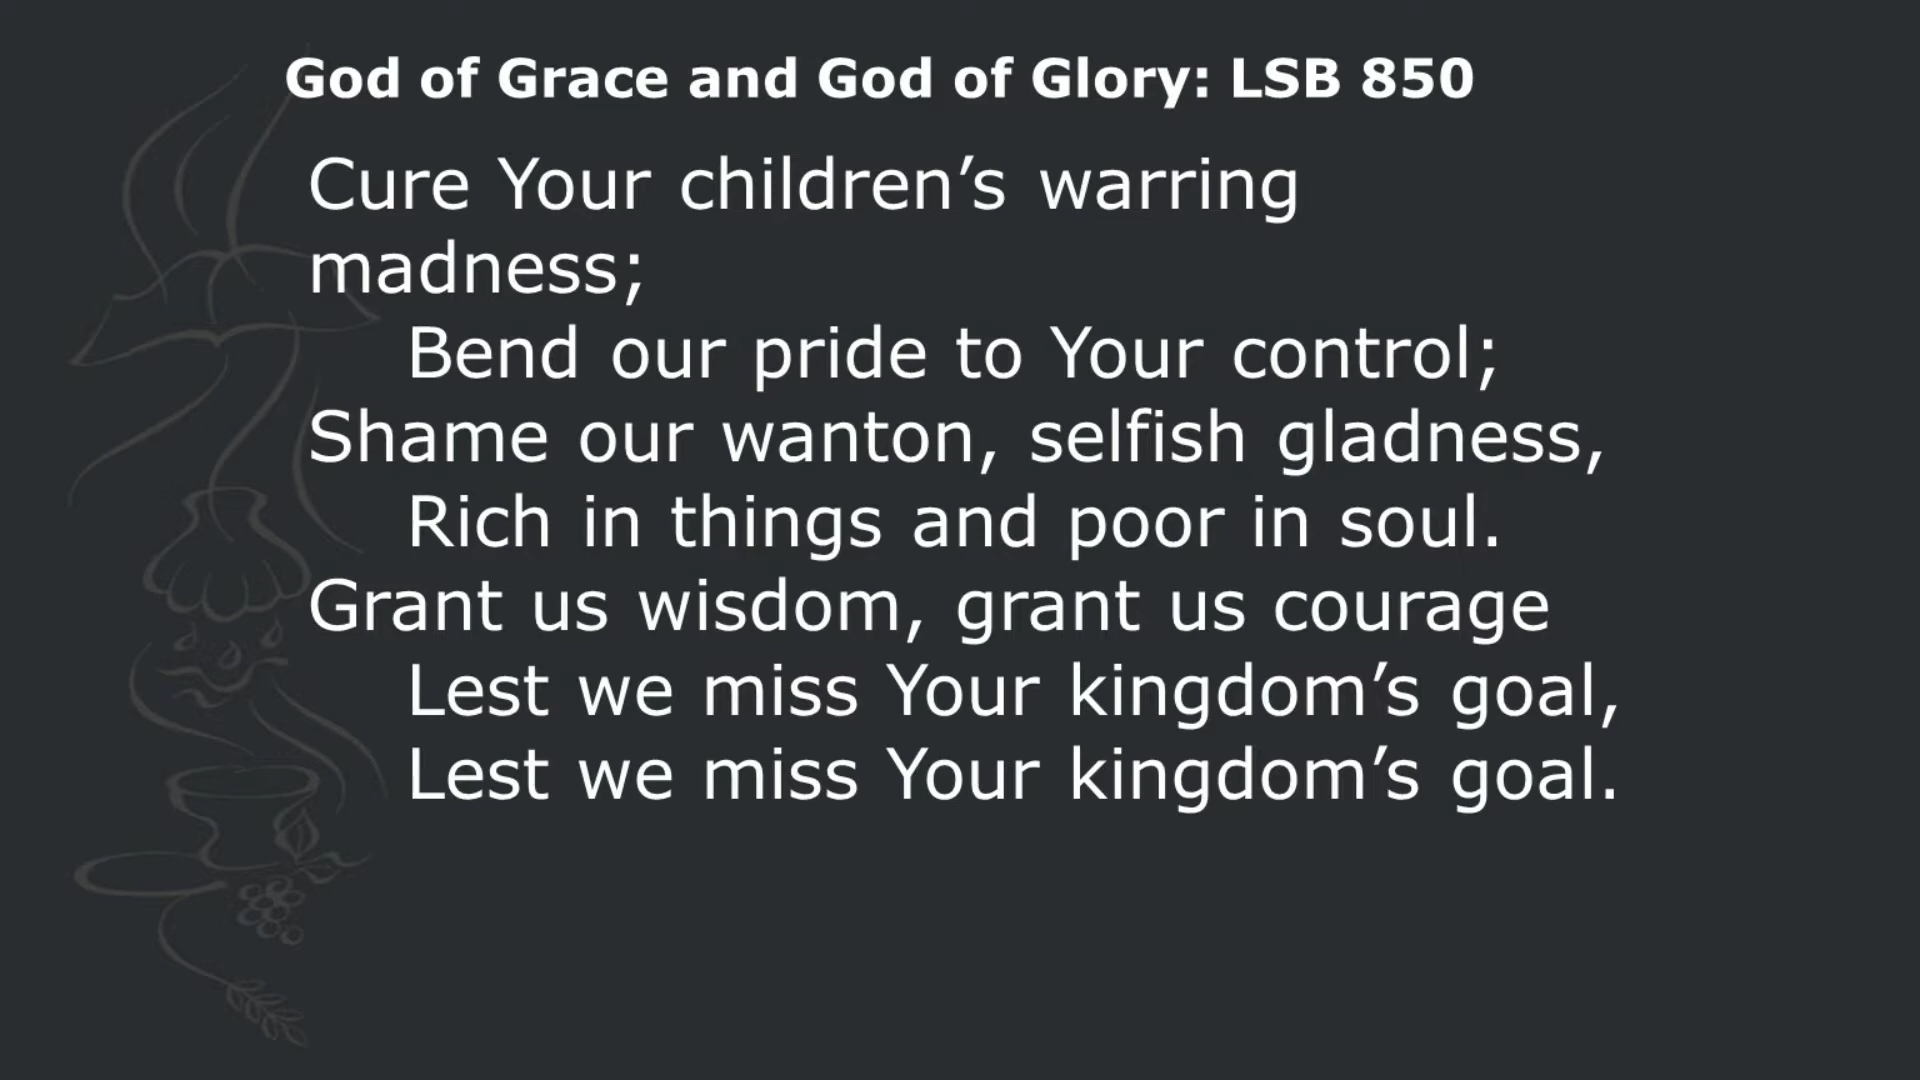 God of Grace and God of Glory: LSB 850
Cure Your children’s warring
madness;
Bend our pride to Your control;
Shame our wanton, selfish gladness,
Rich in things and poor in soul.
Grant us wisdom, grant us courage
Lest we miss Your kingdom’s goal,
Lest we miss Your kingdom’s goal.